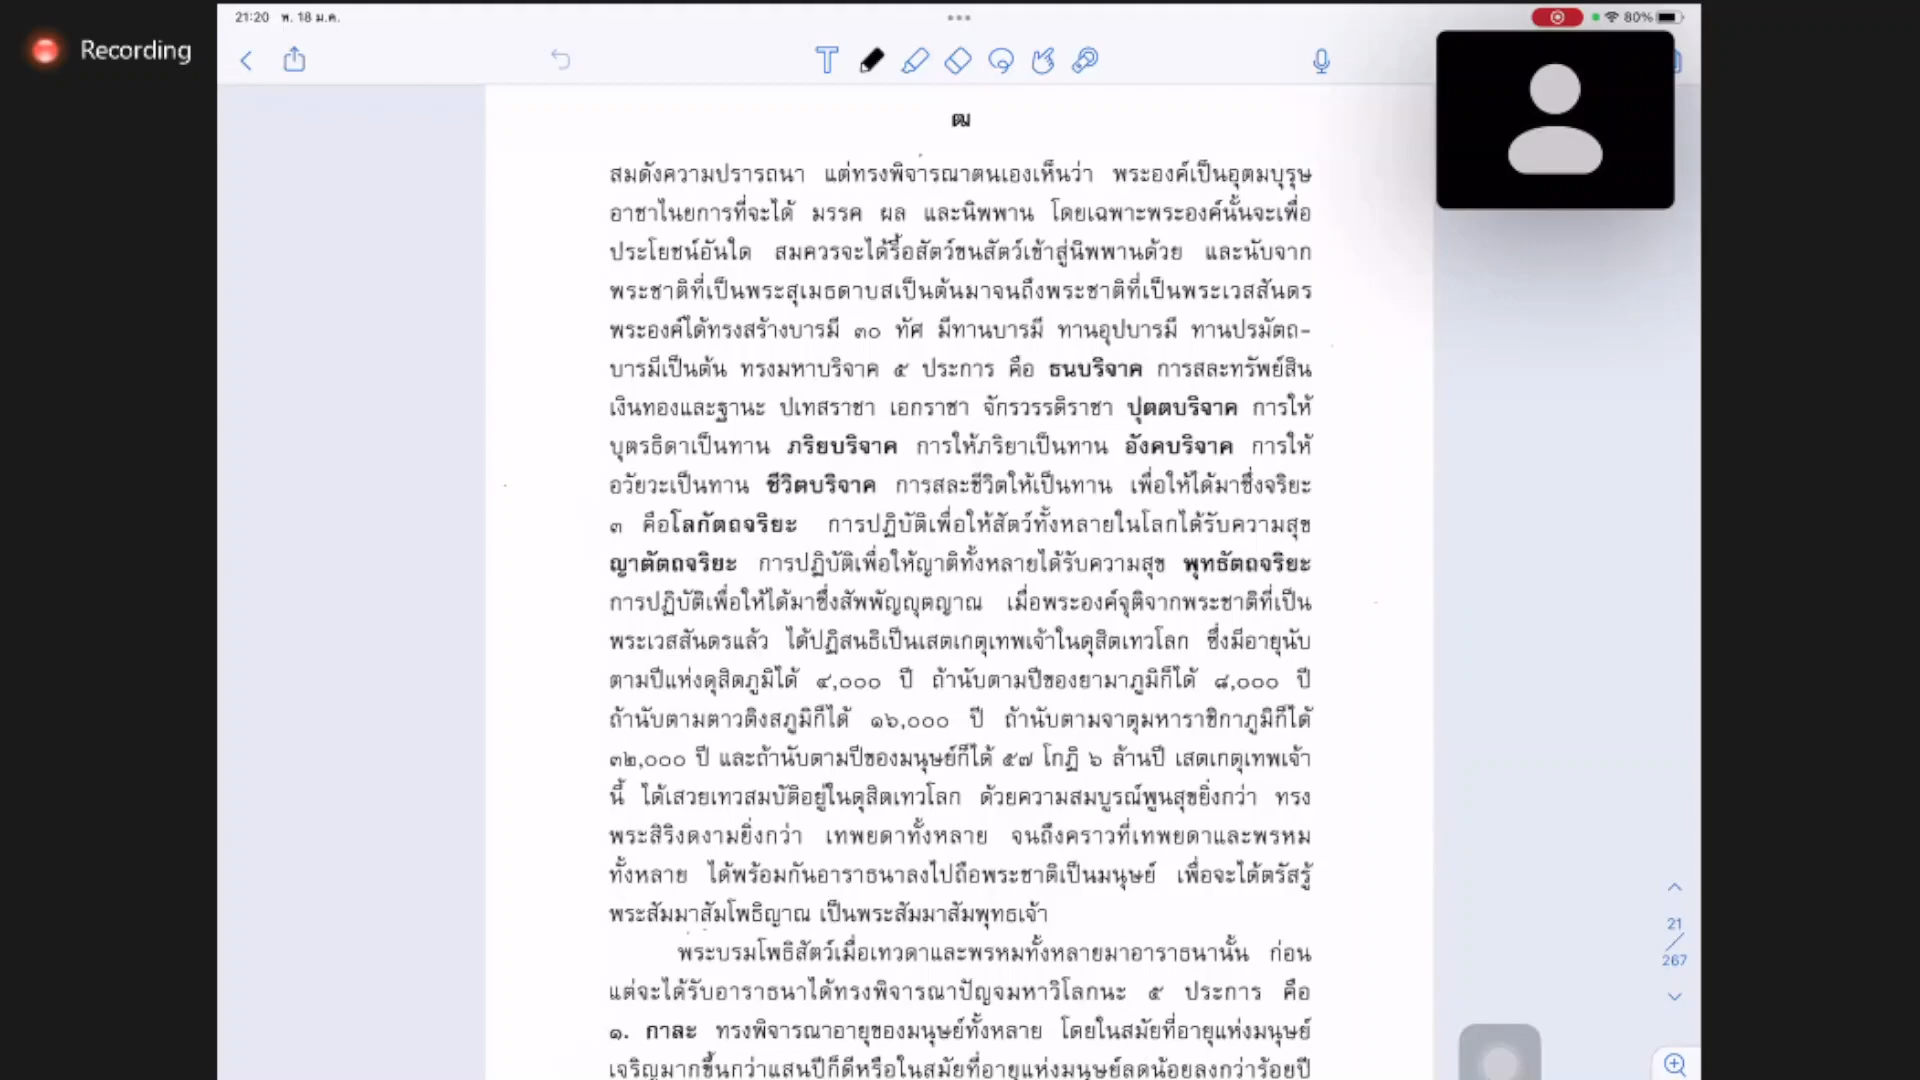 21:20 พ. 18 ม.ค.
80%
Recording
ฒ
สมดังความปรารถนา แต่ทรงพิจารณาตนเองเห็นว่า พระองค์เป็นอุตมบุรุษ
อาชาไนยการที่จะได้ มรรค ผล และนิพพาน โดยเฉพาะพระองค์นั้นจะเพื่อ
ประโยชน์อันใด สมควรจะได้รื้อสัตว์ขนสัตว์เข้าสู่นิพพานด้วย และนับจาก
พระชาติที่เป็นพระสุเมธดาบสเป็นต้นมาจนถึงพระชาติที่เป็นพระเวสสันดร
พระองค์ได้ทรงสร้างบารมี ๓๐ ทัศ มีทานบารมี ทานอุปบารมี ทานปรมัตถ-
บารมีเป็นต้น ทรงมหาบริจาค ๕ ประการ คือ ธนบริจาค การสละทรัพย์สิน
เงินทองและฐานะ ปเทสราชา เอกราชา จักรวรรดิราชา ปุตตบริจาค การให้
บุตรธิดาเป็นทาน ภริยบริจาค การให้ภริยาเป็นทาน อังคบริจาค การให้
อวัยวะเป็นทาน ชีวิตบริจาค การสละชีวิตให้เป็นทาน เพื่อให้ได้มาซึ่งจริยะ
๓ คือโลกัตถจริยะ การปฏิบัติเพื่อให้สัตว์ทั้งหลายในโลกได้รับความสุข
ญาตัตถจริยะ การปฏิบัติเพื่อให้ญาติทั้งหลายได้รับความสุข พุทธัตถจริยะ
การปฏิบัติเพื่อให้ได้มาซึ่งสัพพัญญุตญาณ เมื่อพระองค์จุติจากพระชาติที่เป็น
พระเวสสันดรแล้ว ได้ปฏิสนธิเป็นเสตเกตุเทพเจ้าในดุสิตเทวโลก ซึ่งมีอายุนับ
ตามปีแห่งดุสิตภูมิได้ ๔,๐๐๐ ปี ถ้านับตามปีของยามาภูมิก็ได้ ๘,๐๐๐ ปี
ถ้านับตามตาวติงสภูมิก็ได้ ๑๖,๐๐๐ ปี ถ้านับตามจาตุมหาราชิกาภูมิก็ได้
๓๒,๐๐๐ ปี และถ้านับตามปีของมนุษย์ก็ได้ ๕๗ โกฏิ ๖ ล้านปี เสตเกตุเทพเจ้า
นี้ ได้เสวยเทวสมบัติอยู่ในดุสิตเทวโลก ด้วยความสมบูรณ์พูนสุขยิ่งกว่า ทรง
พระสิริงดงามยิ่งกว่า เทพยดาทั้งหลาย จนถึงคราวที่เทพยดาและพรหม
ทั้งหลาย ได้พร้อมกันอาราธนาลงไปถือพระชาติเป็นมนุษย์ เพื่อจะได้ตรัสรู้
พระสัมมาสัมโพธิญาณ เป็นพระสัมมาสัมพุทธเจ้า
พระบรมโพธิสัตว์เมื่อเทวดาและพรหมทั้งหลายมาอาราธนานั้น ก่อน
แต่จะได้รับอาราธนาได้ทรงพิจารณาปัญจมหาวิโลกนะ ๕ ประการ คือ
๑. กาละ ทรงพิจารณาอายุของมนุษย์ทั้งหลาย โดยในสมัยที่อายุแห่งมนุษย์
เจริญมากขึ้นกว่าแสนปีก็ดีหรือในสมัยที่อายุแห่งมนุษย์ลดน้อยลงกว่าร้อยปี
21
/
267